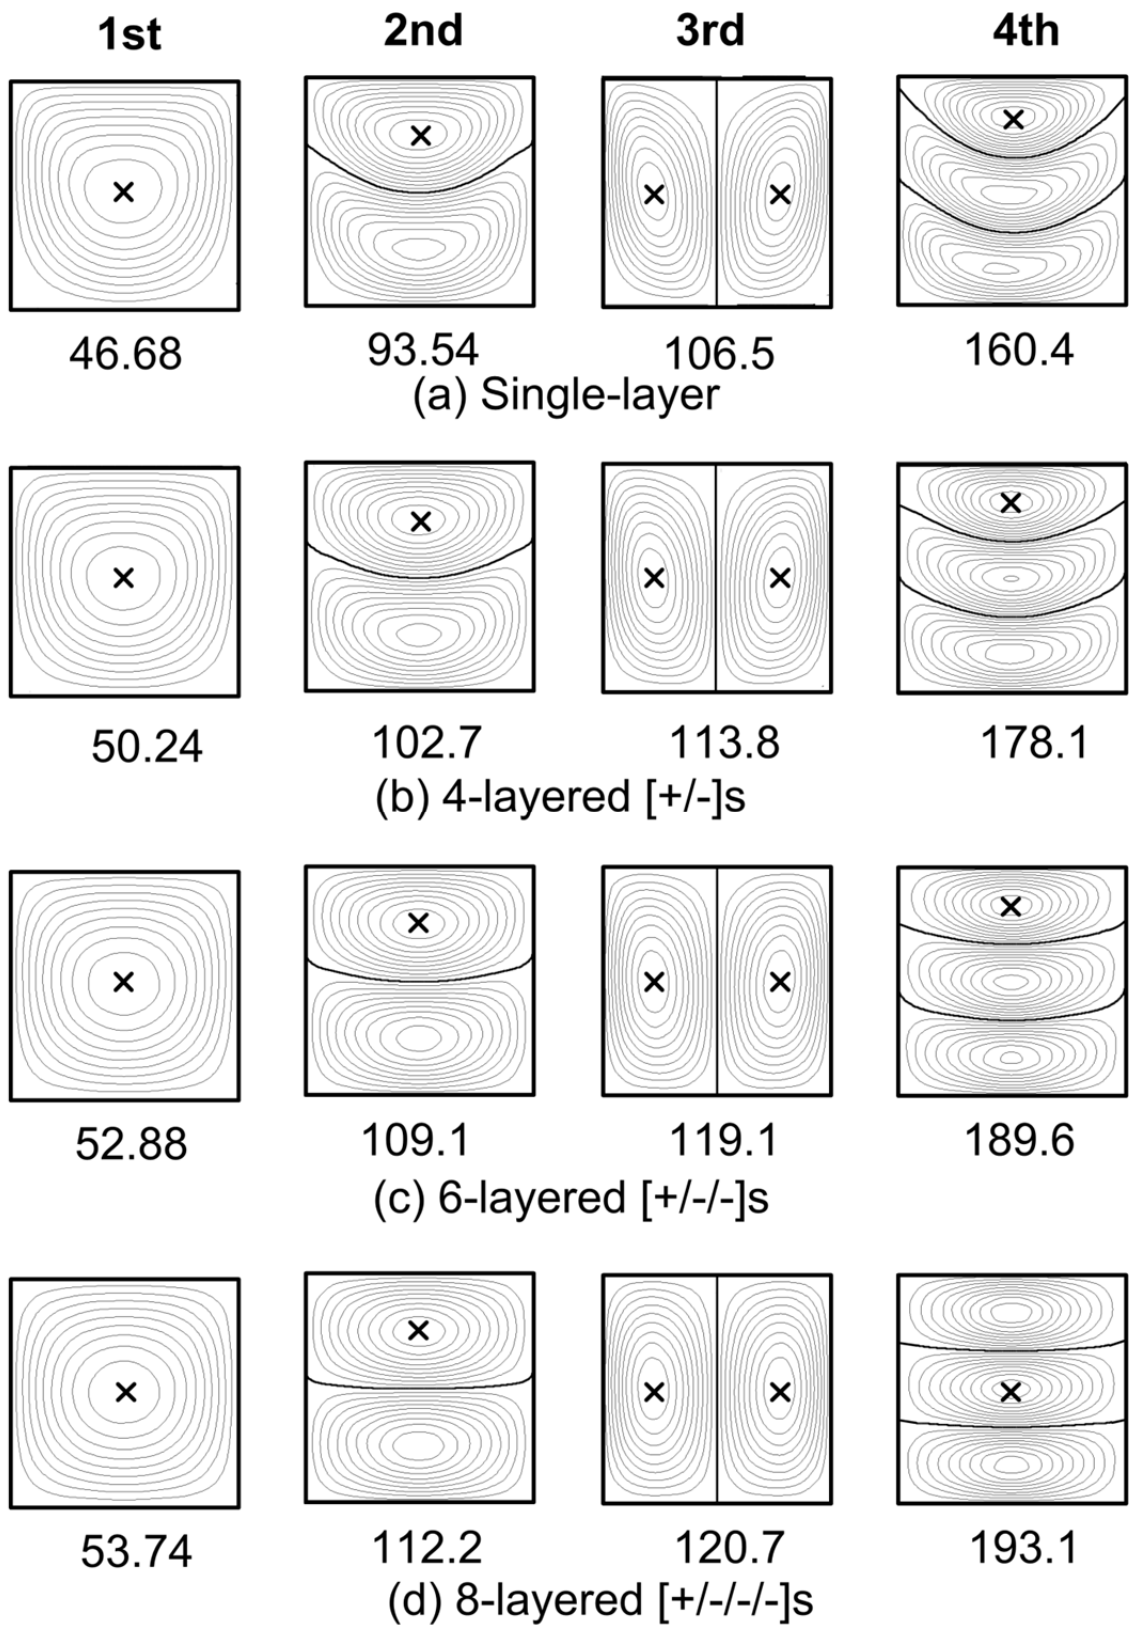 1st 2nd 3rd 4th
46.68 93.54 106.5 160.4
(a) Single-layer
50.24 102.7 113.8 178.1
(b) 4-layered [+/-]s
52.88 109.1 119.1 189.6
(c) 6-layered [+/-/-]s
53.74 112.2 120.7 193.1
(d) 8-layered [+/-/-/-]s